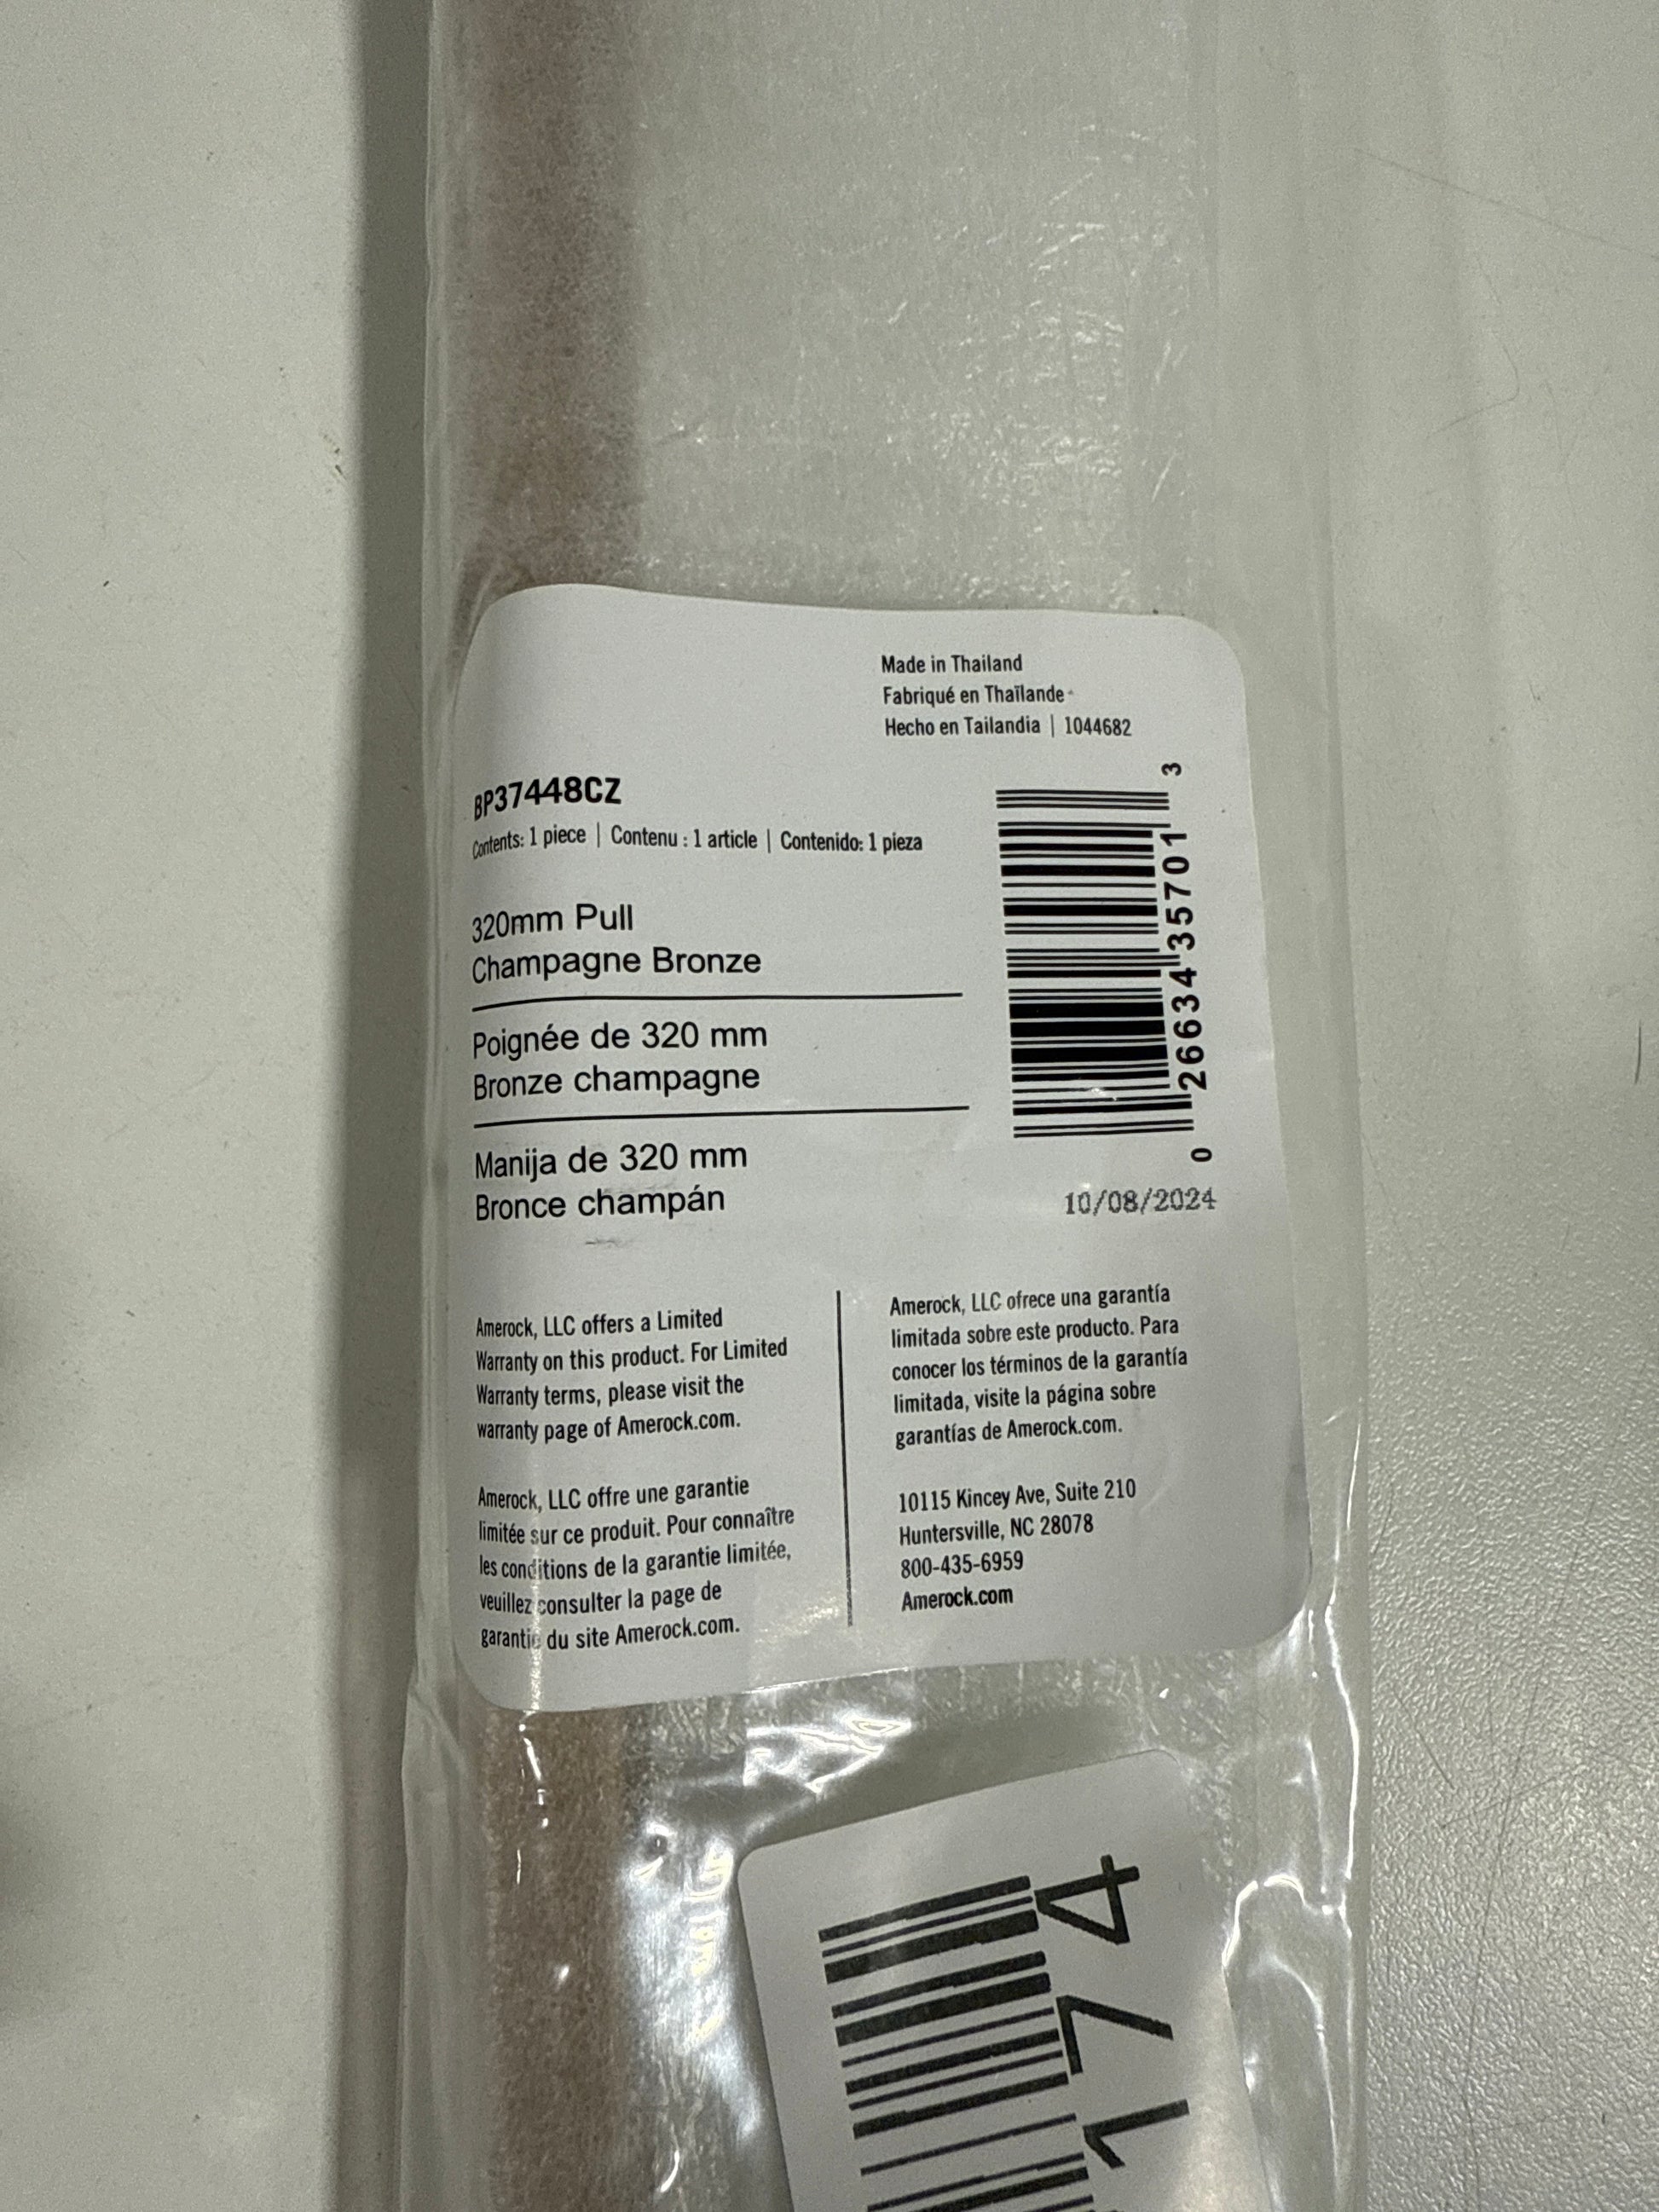 Made in Thailand
Fabriqué en Thaïlande
Hecho en Tailandia | 1044682
BP37448CZ
Contents: 1 piece | Contenu : 1 article | Contenido: 1 pieza
320mm Pull
Champagne Bronze
Poignée de 320 mm
Bronze champagne
Manija de 320 mm
Bronce champán
0 26634 35701 3
10/08/2024
Amerock, LLC offers a Limited
Warranty on this product. For Limited
Warranty terms, please visit the
warranty page of Amerock.com.
Amerock, LLC offre une garantie
limitée sur ce produit. Pour connaître
les conditions de la garantie limitée,
veuillez consulter la page de
garantie du site Amerock.com.
Amerock, LLC ofrece una garantía
limitada sobre este producto. Para
conocer los términos de la garantía
limitada, visite la página sobre
garantías de Amerock.com.
10115 Kincey Ave, Suite 210
Huntersville, NC 28078
800-435-6959
Amerock.com
471